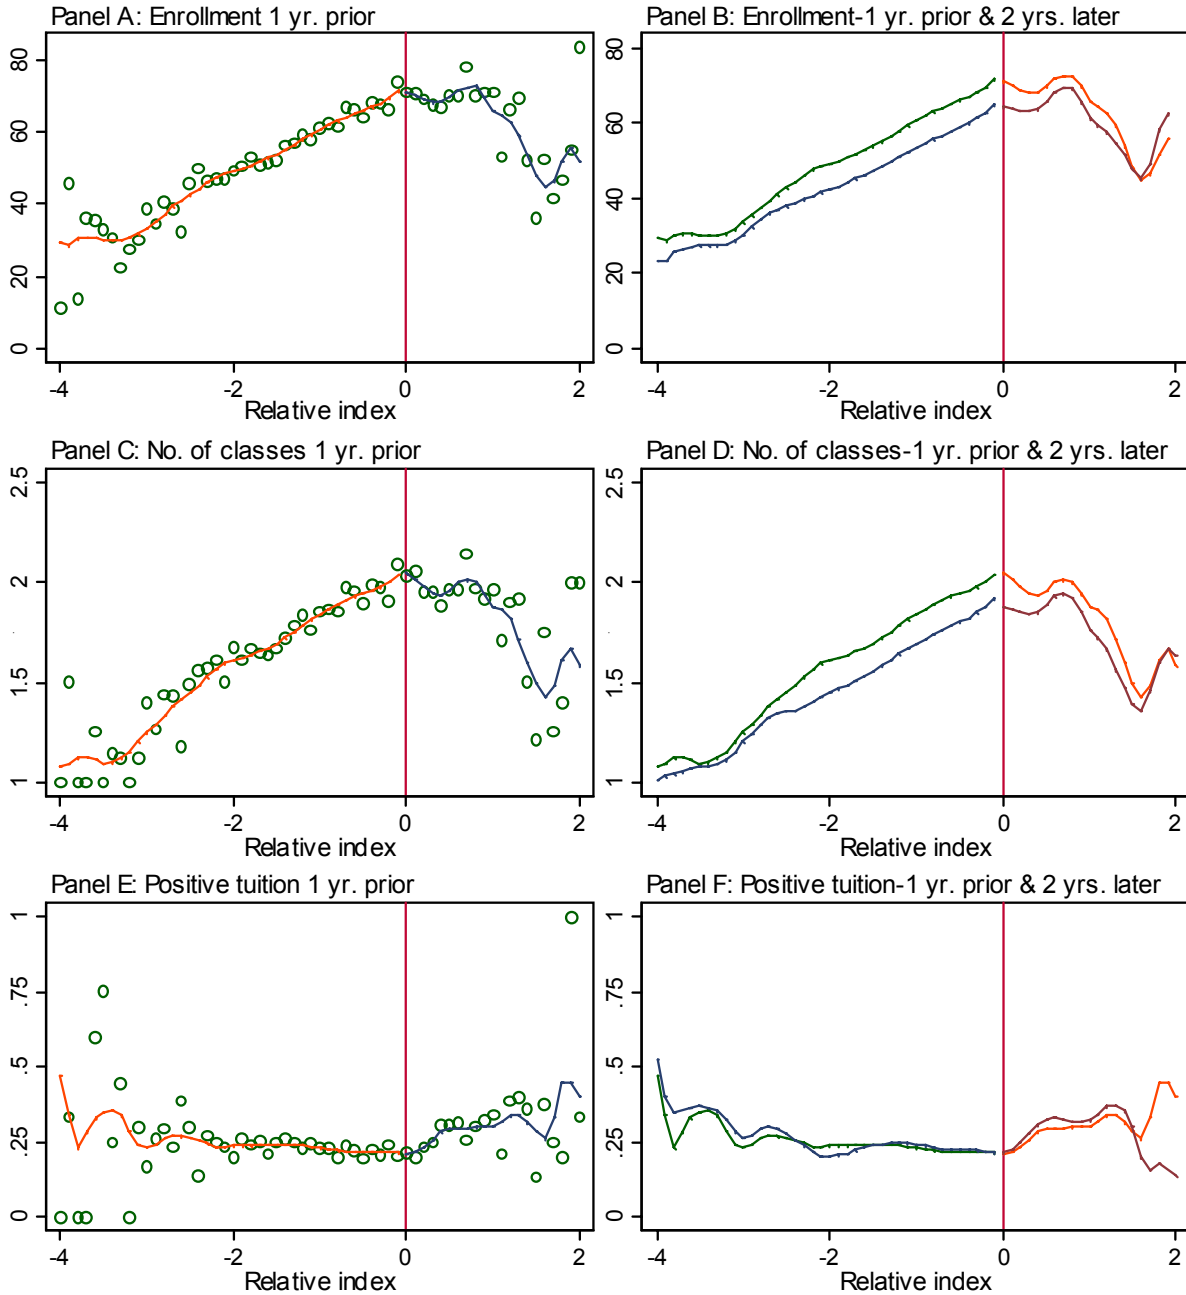 Panel A: Enrollment 1 yr. prior
80
60
40
20
0
-4 -2 0 2
Relative index
Panel B: Enrollment-1 yr. prior & 2 yrs. later
80
60
40
20
0
-4 -2 0 2
Relative index
Panel C: No. of classes 1 yr. prior
2.5
2
1.5
1
-4 -2 0 2
Relative index
Panel D: No. of classes-1 yr. prior & 2 yrs. later
2.5
2
1.5
1
-4 -2 0 2
Relative index
Panel E: Positive tuition 1 yr. prior
1
.75
.5
.25
0
-4 -2 0 2
Relative index
Panel F: Positive tuition-1 yr. prior & 2 yrs. later
1
.75
.5
.25
0
-4 -2 0 2
Relative index